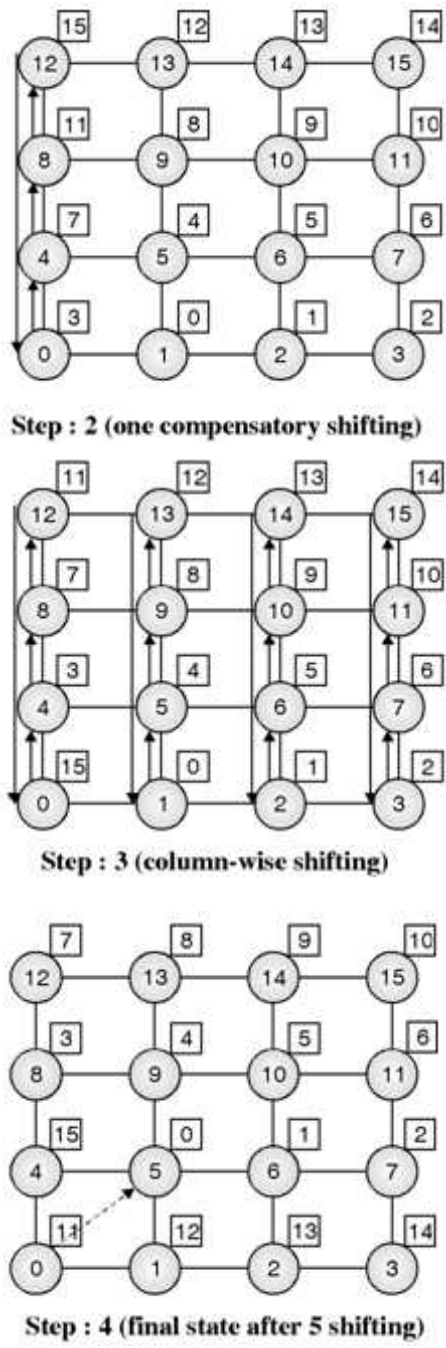 15 12 13 14
12 13 14 15
11 8 9 10
8 9 10 11
7 4 5 6
4 5 6 7
3 0 1 2
0 1 2 3
Step : 2 (one compensatory shifting)
11 12 13 14
12 13 14 15
7 8 9 10
8 9 10 11
3 4 5 6
4 5 6 7
15 0 1 2
0 1 2 3
Step : 3 (column-wise shifting)
7 8 9 10
12 13 14 15
3 4 5 6
8 9 10 11
15 0 1 2
4 5 6 7
11 12 13 14
0 1 2 3
Step : 4 (final state after 5 shifting)